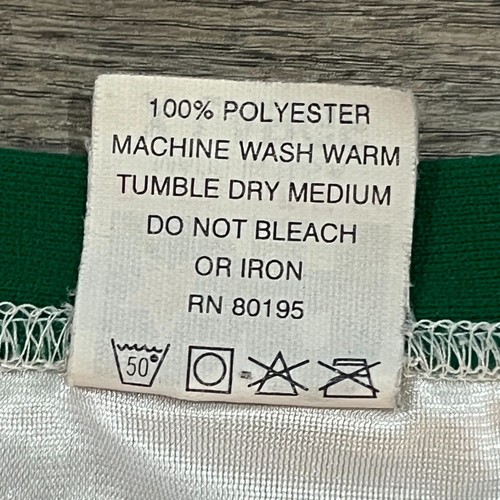 100% POLYESTER
MACHINE WASH WARM
TUMBLE DRY MEDIUM
DO NOT BLEACH
OR IRON
RN 80195
50°